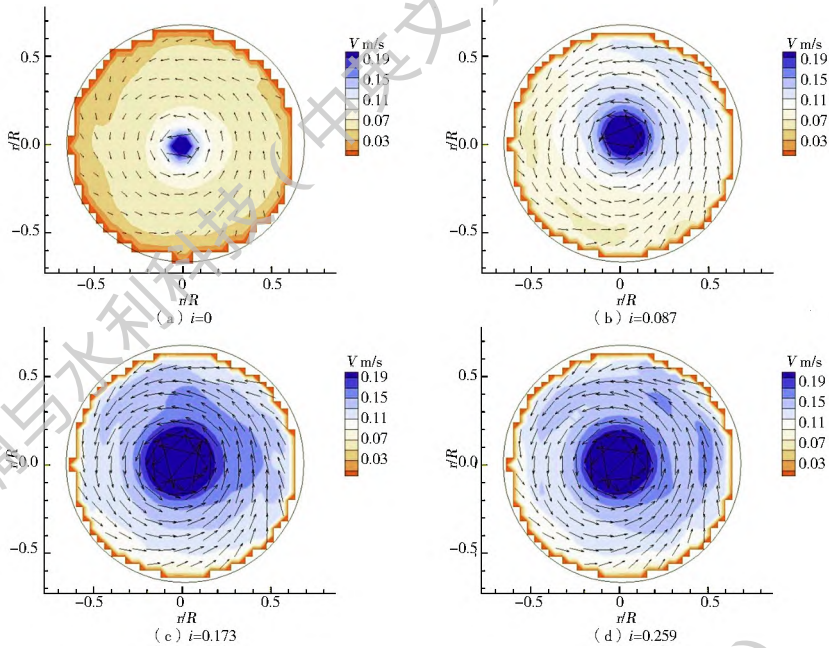 V m/s
0.19
0.15
0.11
0.07
0.03
r/R
0.5
0.0
−0.5
−0.5 0 0.5
r/R
（a）i=0
V m/s
0.19
0.15
0.11
0.07
0.03
r/R
0.5
0.0
−0.5
−0.5 0 0.5
r/R
（b）i=0.087
V m/s
0.19
0.15
0.11
0.07
0.03
r/R
0.5
0.0
−0.5
−0.5 0 0.5
r/R
（c）i=0.173
V m/s
0.19
0.15
0.11
0.07
0.03
r/R
0.5
0.0
−0.5
−0.5 0 0.5
r/R
（d）i=0.259
与水利科技（中英文